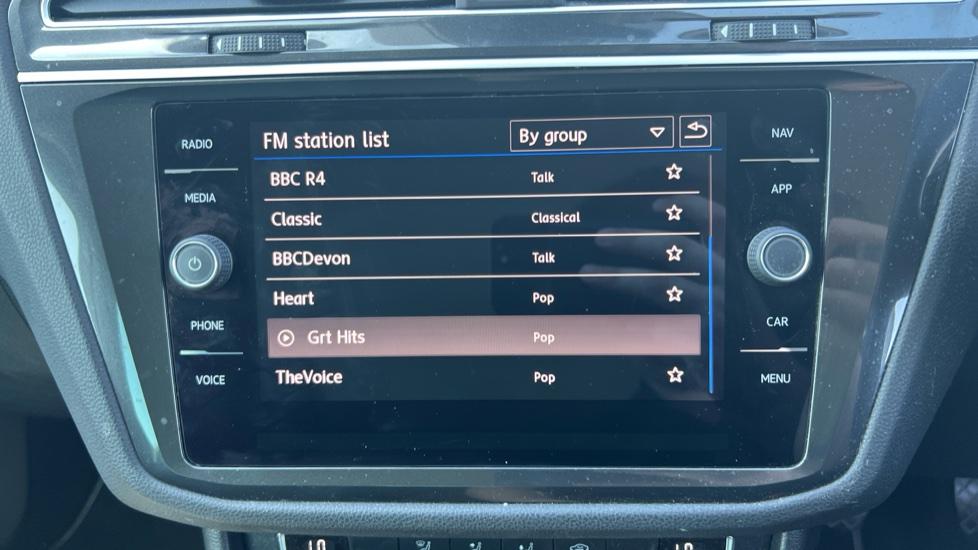 FM station list By group
RADIO
MEDIA
PHONE
VOICE
BBC R4 Talk
Classic Classical
BBCDevon Talk
Heart Pop
Grt Hits Pop
TheVoice Pop
NAV
APP
CAR
MENU